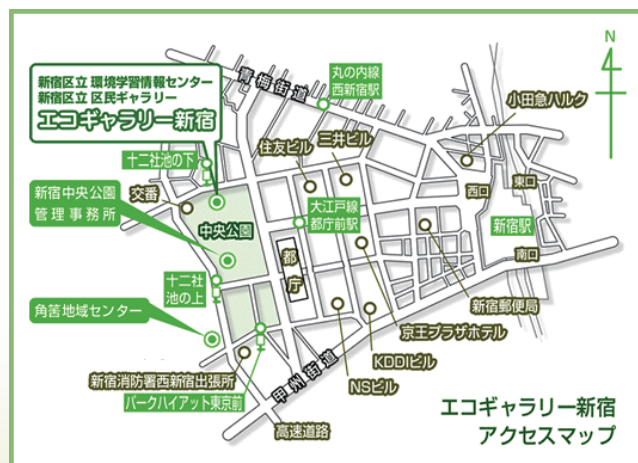 N
新宿区立 環境学習情報センター
新宿区立 区民ギャラリー
エコギャラリー新宿
青梅街道
丸の内線
西新宿駅
小田急ハルク
三井ビル
住友ビル
十二社池の下
交番
新宿中央公園
管理事務所
中央公園
大江戸線
都庁前駅
都庁
西口
東口
新宿駅
南口
十二社
池の上
新宿郵便局
角筈地域センター
京王プラザホテル
KDDIビル
NSビル
新宿消防署西新宿出張所
パークハイアット東京前
甲州街道
高速道路
エコギャラリー新宿
アクセスマップ